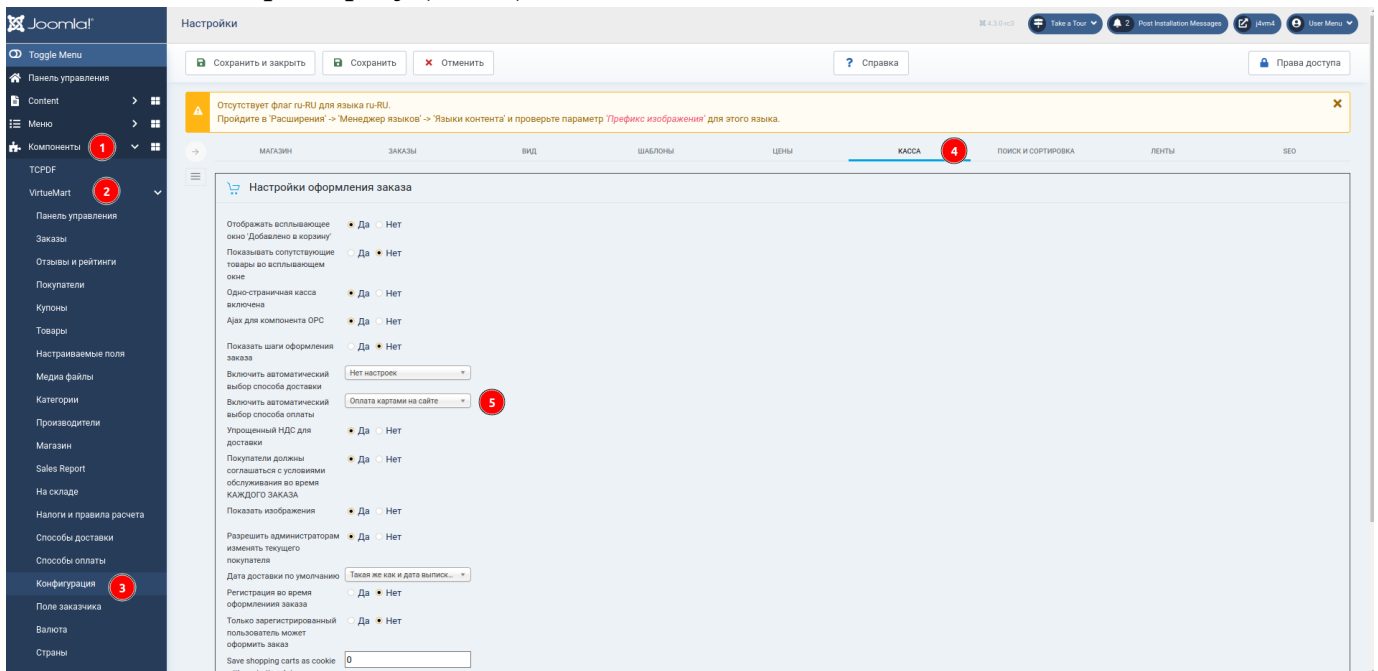 Joomla!®
Настройки
4.3.0-rc3
Take a Tour
2
Post Installation Messages
j4vm4
User Menu
Toggle Menu
Панель управления
Content
Меню
Компоненты
1
TCPDF
VirtueMart
2
Панель управления
Заказы
Отзывы и рейтинги
Покупатели
Купоны
Товары
Настраиваемые поля
Медиа файлы
Категории
Производители
Магазин
Sales Report
На складе
Налоги и правила расчета
Способы доставки
Способы оплаты
Конфигурация
3
Поле заказчика
Валюта
Страны
Сохранить и закрыть
Сохранить
Отменить
Справка
Права доступа
Отсутствует флаг ru-RU для языка ru-RU.
Пройдите в 'Расширения' -> 'Менеджер языков' -> 'Языки контента' и проверьте параметр 'Префикс изображения' для этого языка.
МАГАЗИН
ЗАКАЗЫ
ВИД
ШАБЛОНЫ
ЦЕНЫ
КАССА
4
ПОИСК И СОРТИРОВКА
ЛЕНТЫ
SEO
Настройки оформления заказа
Отображать всплывающее
окно 'Добавлено в корзину'
Да Нет
Показывать сопутствующие
товары во всплывающем
окне
Да Нет
Одно-страничная касса
включена
Да Нет
Ajax для компонента OPC
Да Нет
Показать шаги оформления
заказа
Да Нет
Включить автоматический
выбор способа доставки
Нет настроек
Включить автоматический
выбор способа оплаты
Оплата картами на сайте
5
Упрощенный НДС для
доставки
Да Нет
Покупатели должны
соглашаться с условиями
обслуживания во время
КАЖДОГО ЗАКАЗА
Да Нет
Показать изображения
Да Нет
Разрешить администраторам
изменять текущего
покупателя
Да Нет
Дата доставки по умолчанию
Такая же как и дата выписк...
Регистрация во время
оформлениия заказа
Да Нет
Только зарегистрированный
пользователь может
оформить заказ
Да Нет
Save shopping carts as cookie
0